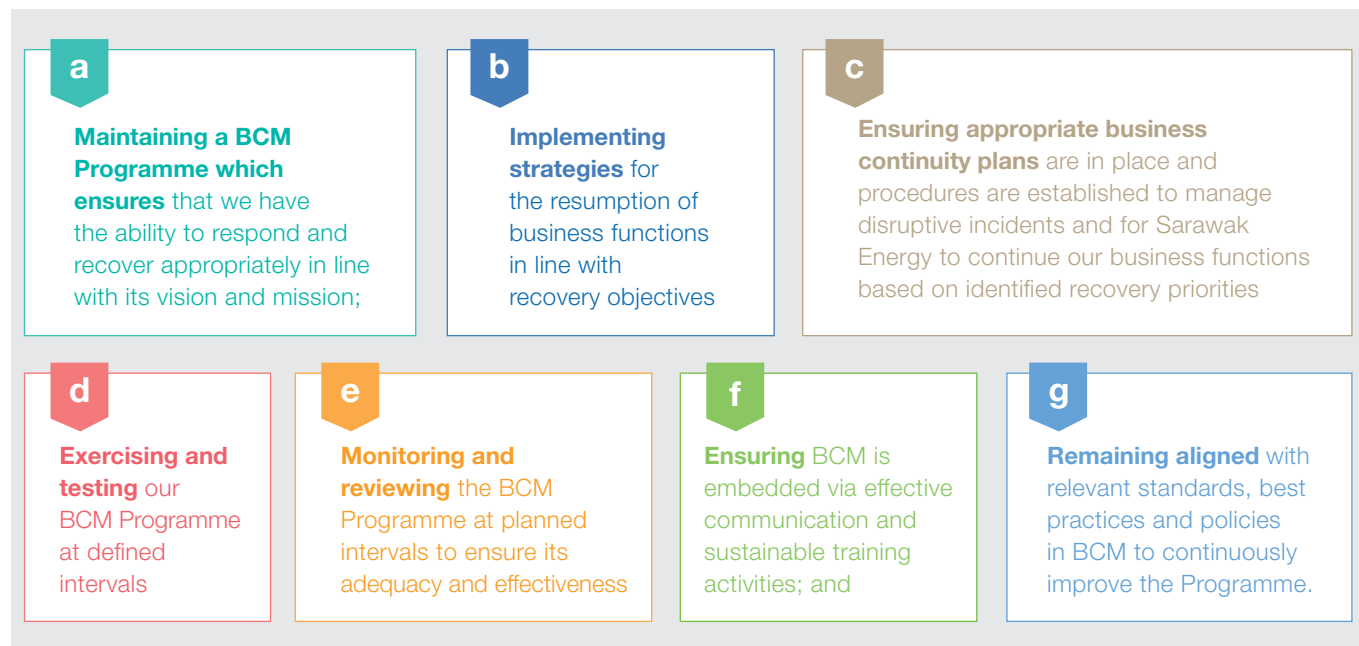 a
Maintaining a BCM
Programme which
ensures that we have
the ability to respond and
recover appropriately in line
with its vision and mission;
b
Implementing
strategies for
the resumption of
business functions
in line with
recovery objectives
c
Ensuring appropriate business
continuity plans are in place and
procedures are established to manage
disruptive incidents and for Sarawak
Energy to continue our business functions
based on identified recovery priorities
d
Exercising and
testing our
BCM Programme
at defined
intervals
e
Monitoring and
reviewing the BCM
Programme at planned
intervals to ensure its
adequacy and effectiveness
f
Ensuring BCM is
embedded via effective
communication and
sustainable training
activities; and
g
Remaining aligned with
relevant standards, best
practices and policies
in BCM to continuously
improve the Programme.